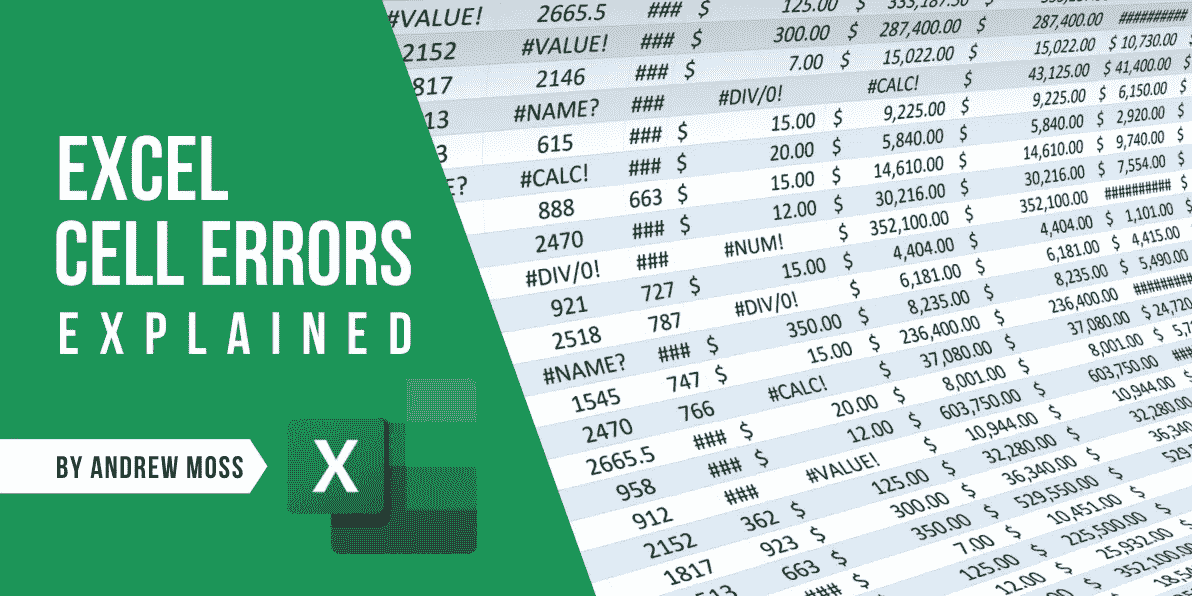 EXCEL
CELL ERRORS
EXPLAINED
BY ANDREW MOSS
X
#VALUE! 2665.5 ### $ 125.00 $ 333,187.50
2152 #VALUE! ### $ 300.00 $ 287,400.00 $ 287,400.00 ##########
817 2146 ### $ 7.00 $ 15,022.00 $ 15,022.00 $ 10,730.00
13 #NAME? ### #DIV/0! #CALC! $ 43,125.00 $ 41,400.00
3 615 ### $ 15.00 $ 9,225.00 $ 9,225.00 $ 6,150.00
E? #CALC! ### $ 20.00 $ 5,840.00 $ 5,840.00 $ 2,920.00
888 663 $ 15.00 $ 14,610.00 $ 14,610.00 $ 9,740.00
2470 ### $ 12.00 $ 30,216.00 $ 30,216.00 $ 7,554.00
#DIV/0! ### #NUM! $ 352,100.00 $ 352,100.00 ##########
921 727 $ 15.00 $ 4,404.00 $ 4,404.00 $ 1,101.00
2518 787 #DIV/0! $ 6,181.00 $ 6,181.00 $ 4,415.00
#NAME? ### $ 350.00 $ 8,235.00 $ 8,235.00 $ 5,490.00
1545 747 $ 15.00 $ 236,400.00 $ 236,400.00 #########
2470 766 #CALC! $ 37,080.00 $ 37,080.00 $ 24,720
2665.5 ### $ 20.00 $ 8,001.00 $ 8,001.00 $ 5,7
958 ### $ 12.00 $ 603,750.00 $ 603,750.00 ###
912 ### #VALUE! $ 10,944.00 $ 10,944.00
2152 362 $ 125.00 $ 32,280.00 $ 32,280.00
1817 923 $ 300.00 $ 36,340.00 $ 36,34
513 663 $ 350.00 $ 529,550.00 $ 529,5
### $ 7.00 $ 10,451.00 $
125.00 $ 225,500.00 $
12.00 $ 25,932.00
$ 352,100.0
18,54